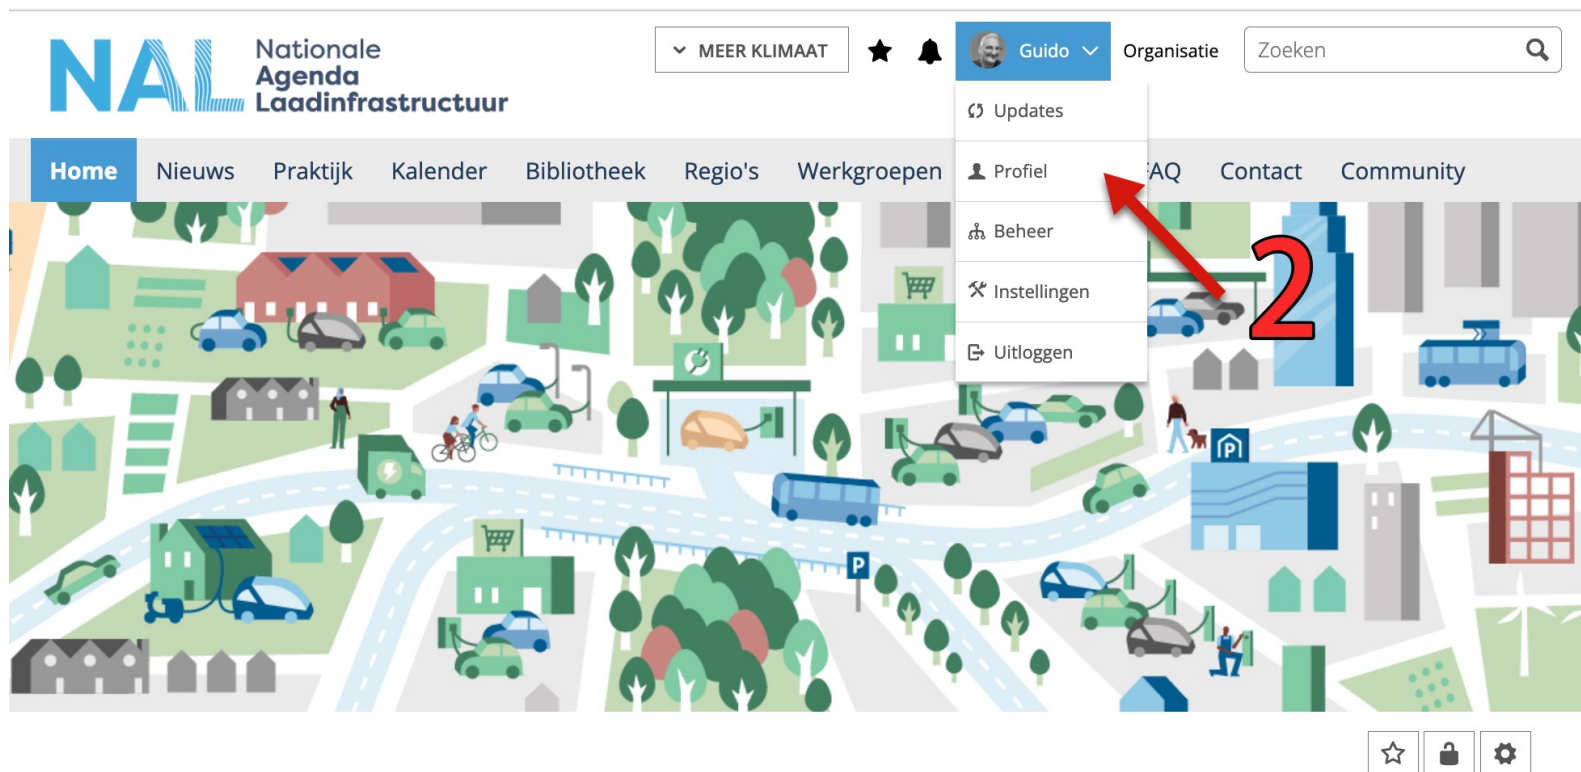 NAL Nationale
Agenda
Laadinfrastructuur
MEER KLIMAAT Guido Organisatie Zoeken
Updates
Home Nieuws Praktijk Kalender Bibliotheek Regio's Werkgroepen Profiel AQ Contact Community
Beheer
Instellingen
Uitloggen
2
P
P